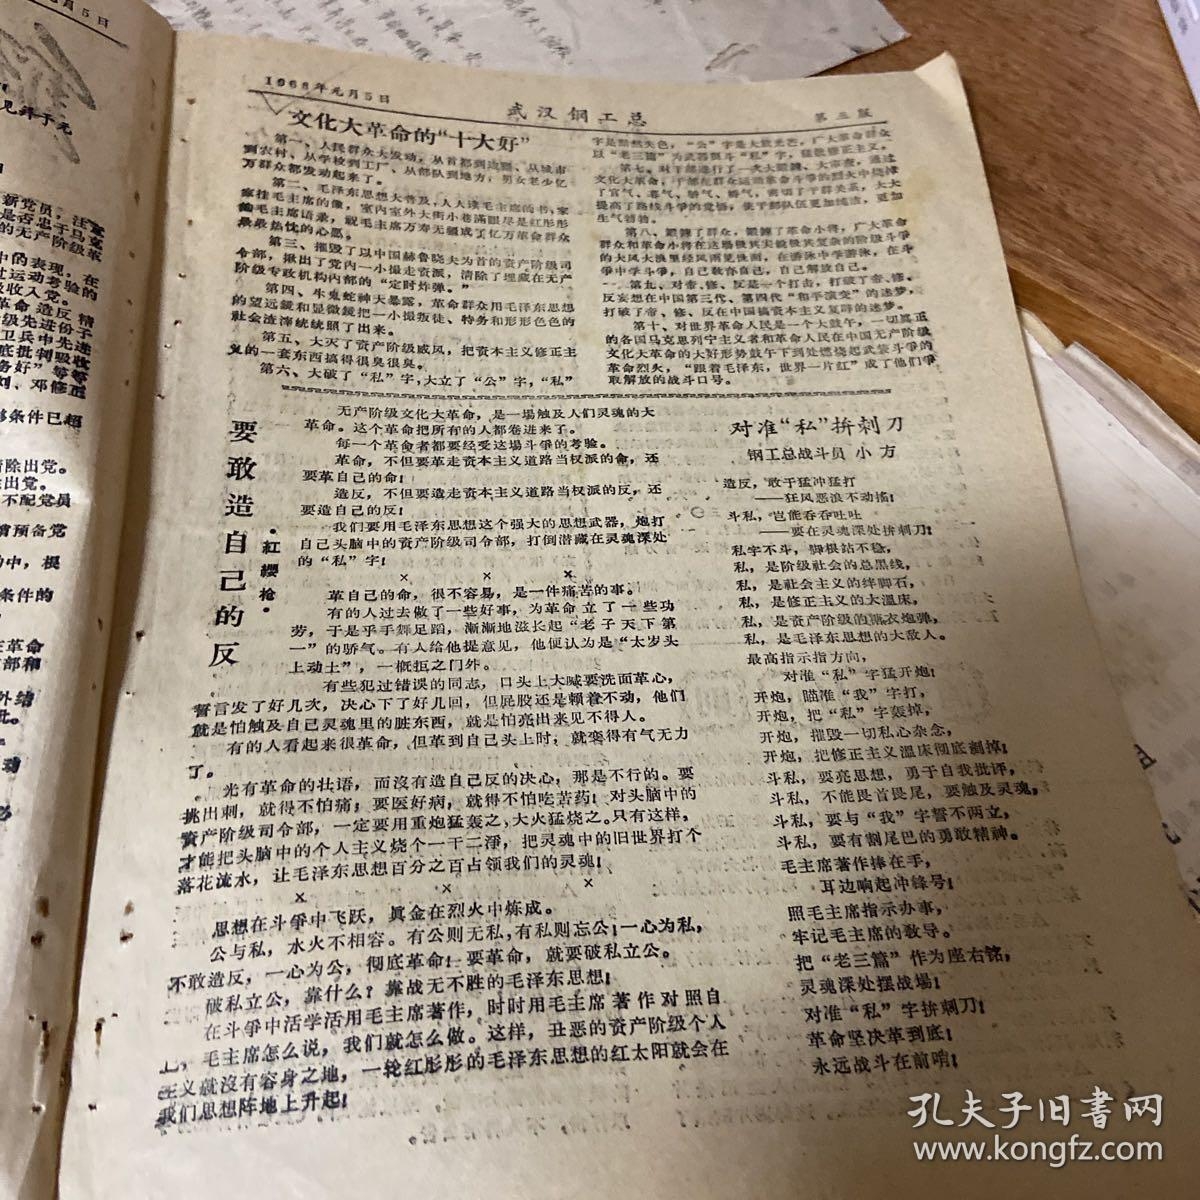 1968年元月5日
武汉钢工总
第三版
文化大革命的“十大好”
第一、人民群众大发动，从首都到边疆、从城市
到农村、从学校到工厂、从部队到地方，男女老少亿
万群众都发动起来了。
第二、毛泽东思想大普及，人人读毛主席的书，家
家挂毛主席的像，室内室外大街小巷满眼尽是红彤彤
的毛主席语录，祝毛主席万寿无疆成了亿万革命群众
最最热忱的心愿。
第三、摧毁了以中国赫鲁晓夫为首的资产阶级司
令部，揪出了党内一小撮走资派，清除了埋藏在无产
阶级专政机构内部的“定时炸弹。”
第四、牛鬼蛇神大暴露，革命群众用毛泽东思想
的望远鏡和显微鏡把一小撮叛徒、特务和形形色色的
社会渣滓统统照了出来。
第五、大灭了资产阶级威风，把资本主义修正主
义的一套东西搞得很臭很臭。
第六、大破了“私”字，大立了“公”字，“私”
字是黯然失色，“公”字是大放光芒，广大革命群众
以“老三篇”为武器狠斗“私”字，猛批修正主义。
第七、对干部进行了一次大锻鍊、大审查，通过
文化大革命，干部在群众运动革命斗爭的烈火中烧掉
了官气、暮气、骄气、娇气，密切了干群关系，大大
提高了路线斗爭的觉悟，使干部队伍更加纯洁，更加
生气勃勃。
第八、鍛鍊了群众，鍛鍊了革命小将，广大革命
群众和革命小将在这場极其尖銳极其复杂的阶级斗爭
的大风大浪里经风雨见世面，在游泳中学游泳，在斗
爭中学斗爭，自己教育自己，自己解放自己。
第九、对帝、修、反是一个打击，打破了帝、修、
反妄想在中国第三代、第四代“和平演变”的迷梦，
打破了帝、修、反在中国搞资本主义复辟的迷梦。
第十、对世界革命人民是一个大鼓午，一切真正
的各国马克思列宁主义者和革命人民在中国无产阶级
文化大革命的大好形势鼓午下到处燃烧起武装斗爭的
革命烈火，“跟着毛泽东，世界一片红”成了他们爭
取解放的战斗口号。
要敢造自己的反
·紅纓枪·
无产阶级文化大革命，是一場触及人们灵魂的大
革命。这个革命把所有的人都卷进来了。
每一个革命者都要经受这場斗爭的考验。
革命，不但要革走资本主义道路当权派的命，还
要革自己的命！
造反，不但要造走资本主义道路当权派的反，还
要造自己的反！
我们要用毛泽东思想这个强大的思想武器，炮打
自己头脑中的资产阶级司令部，打倒潜藏在灵魂深处
的“私”字！
× × ×
革自己的命，很不容易，是一件痛苦的事。
有的人过去做了一些好事，为革命立了一些功
劳，于是乎手舞足蹈，渐渐地滋长起“老子天下第
一”的骄气。有人给他提意见，他便认为是“太岁头
上动土”，一概拒之门外。
有些犯过错误的同志，口头上大喊要洗面革心，
誓言发了好几次，决心下了好几回，但屁股还是赖着不动，他们
就是怕触及自己灵魂里的脏东西，就是怕亮出来见不得人。
有的人看起来很革命，但革到自己头上时，就变得有气无力
了。
光有革命的壮语，而沒有造自己反的决心，那是不行的。要
挑出刺，就得不怕痛；要医好病，就得不怕吃苦药！对头脑中的
资产阶级司令部，一定要用重炮猛轰之，大火猛烧之。只有这样，
才能把头脑中的个人主义烧个一干二淨，把灵魂中的旧世界打个
落花流水，让毛泽东思想百分之百占领我们的灵魂！
× × ×
思想在斗爭中飞跃，眞金在烈火中炼成。
公与私，水火不相容。有公则无私，有私则忘公；一心为私，
不敢造反，一心为公，彻底革命！要革命，就要破私立公。
破私立公，靠什么？靠战无不胜的毛泽东思想！
在斗爭中活学活用毛主席著作，时时用毛主席著作对照自
己，毛主席怎么说，我们就怎么做。这样，丑恶的资产阶级个人
主义就沒有容身之地，一轮红彤彤的毛泽东思想的红太阳就会在
我们思想阵地上升起！
对准“私”拚刺刀
钢工总战斗员 小方
造反，敢于猛冲猛打
——狂风恶浪不动搖！
斗私，岂能吞吞吐吐
——要在灵魂深处拚刺刀！
私字不斗，脚根站不稳，
私，是阶级社会的总黑线，
私，是社会主义的绊脚石，
私，是修正主义的大溫床，
私，是资产阶级的糖衣炮弹，
私，是毛泽东思想的大敌人。
最高指示指方向，
对准“私”字猛开炮！
开炮，瞄准“我”字打，
开炮，把“私”字轰掉，
开炮，摧毁一切私心杂念，
开炮，把修正主义溫床彻底剷掉！
斗私，要亮思想，勇于自我批评，
斗私，不能畏首畏尾，要触及灵魂，
斗私，要与“我”字誓不两立，
斗私，要有割尾巴的勇敢精神。
毛主席著作捧在手，
耳边响起冲锋号！
照毛主席指示办事，
牢记毛主席的教导。
把“老三篇”作为座右铭，
灵魂深处摆战場！
对准“私”字拚刺刀！
革命坚决革到底！
永远战斗在前哨！
孔夫子旧书网
www.kongfz.com